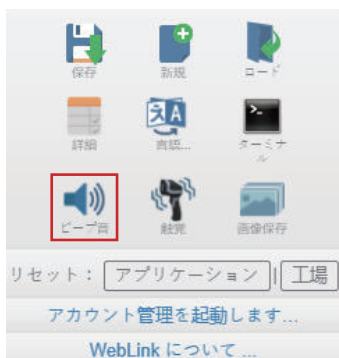 保存 新規 ロード
詳細 言語... ターミナ
ル
ビープ音 触覚 画像保存
リセット： アプリケーション | 工場
アカウント管理を起動します...
WebLink について ...